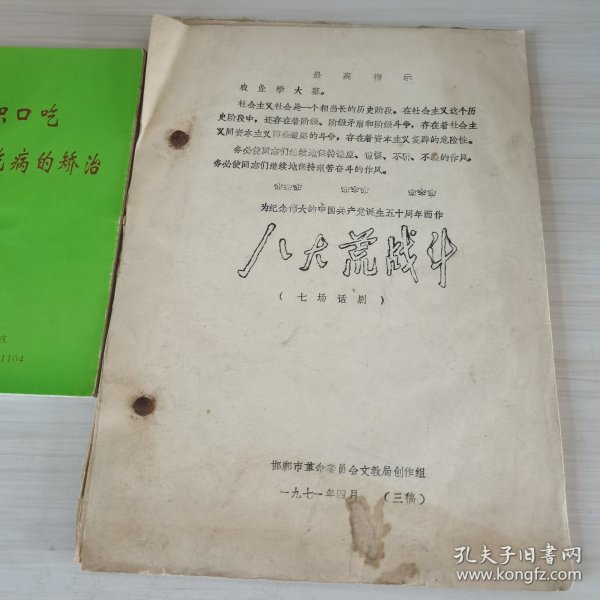 识口吃
吃病的矫治
生
1104
最高指示
农业学大寨。
社会主义社会是一个相当长的历史阶段。在社会主义这个历
史阶段中，还存在着阶级、阶级矛盾和阶级斗争，存在着社会主
义同资本主义两条道路的斗争，存在着资本主义复辟的危险性。
务必使同志们继续地保持谦虚、谨慎、不骄、不躁的作风。
务必使同志们继续地保持艰苦奋斗的作风。
为纪念伟大的中国共产党诞生五十周年而作
八大荒战斗
（七场话剧）
邯郸市革命委员会文教局创作组
一九七一年四月（三稿）
孔夫子旧书网
www.kongfz.com